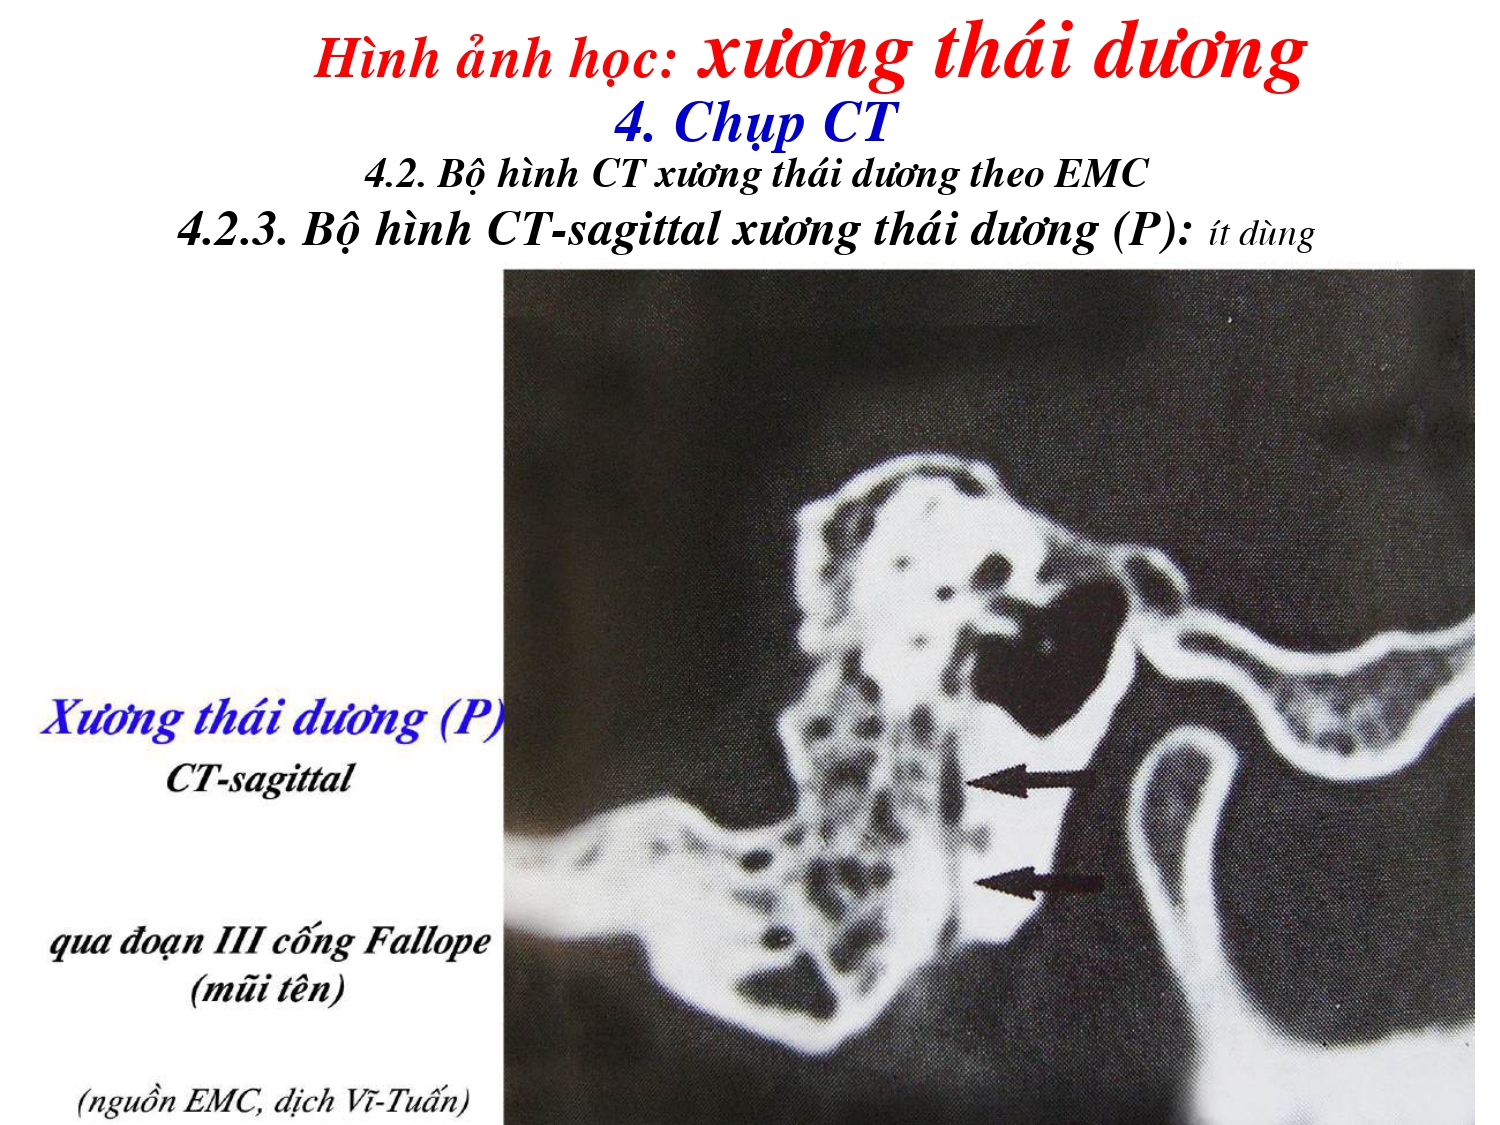 Hình ảnh học: xương thái dương
4. Chụp CT
4.2. Bộ hình CT xương thái dương theo EMC
4.2.3. Bộ hình CT-sagittal xương thái dương (P): ít dùng
Xương thái dương (P)
CT-sagittal
qua đoạn III cống Fallope
(mũi tên)
(nguồn EMC, dịch Vĩ-Tuấn)